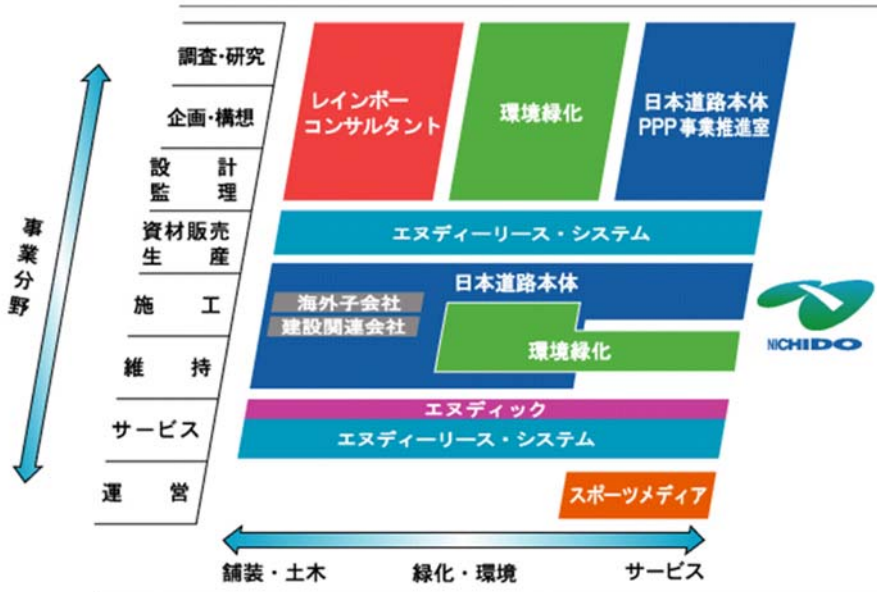 調査・研究
企画・構想
設計
監理
資材販売
生産
施工
維持
サービス
運営
事業分野
レインボー
コンサルタント
環境緑化
日本道路本体
PPP事業推進室
エヌディーリース・システム
日本道路本体
海外子会社
建設関連会社
環境緑化
エヌディック
エヌディーリース・システム
スポーツメディア
NICHIDO
舗装・土木
緑化・環境
サービス